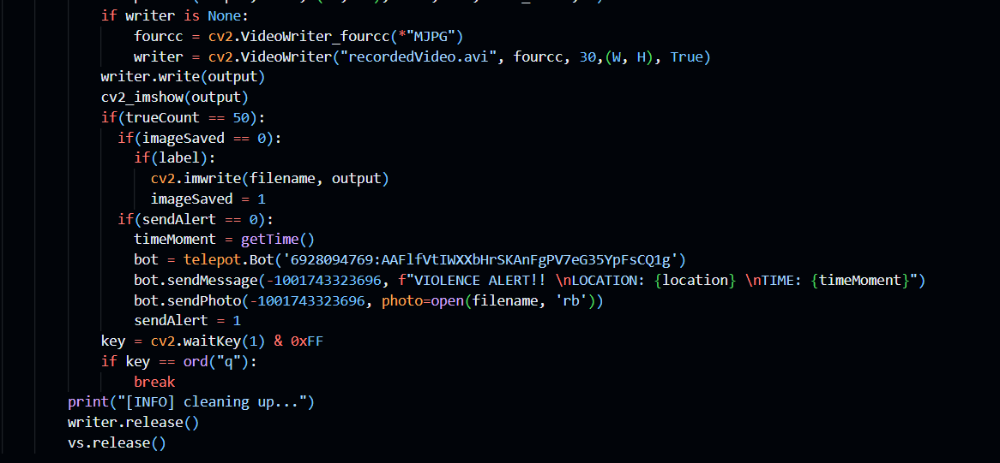 if writer is None:
fourcc = cv2.VideoWriter_fourcc(*"MJPG")
writer = cv2.VideoWriter("recordedVideo.avi", fourcc, 30,(W, H), True)
writer.write(output)
cv2_imshow(output)
if(trueCount == 50):
if(imageSaved == 0):
if(label):
cv2.imwrite(filename, output)
imageSaved = 1
if(sendAlert == 0):
timeMoment = getTime()
bot = telepot.Bot('6928094769:AAFlfVtIWXXbHrSKAnFgPV7eG35YpFsCQ1g')
bot.sendMessage(-1001743323696, f"VIOLENCE ALERT!! \nLOCATION: {location} \nTIME: {timeMoment}")
bot.sendPhoto(-1001743323696, photo=open(filename, 'rb'))
sendAlert = 1
key = cv2.waitKey(1) & 0xFF
if key == ord("q"):
break
print("[INFO] cleaning up...")
writer.release()
vs.release()